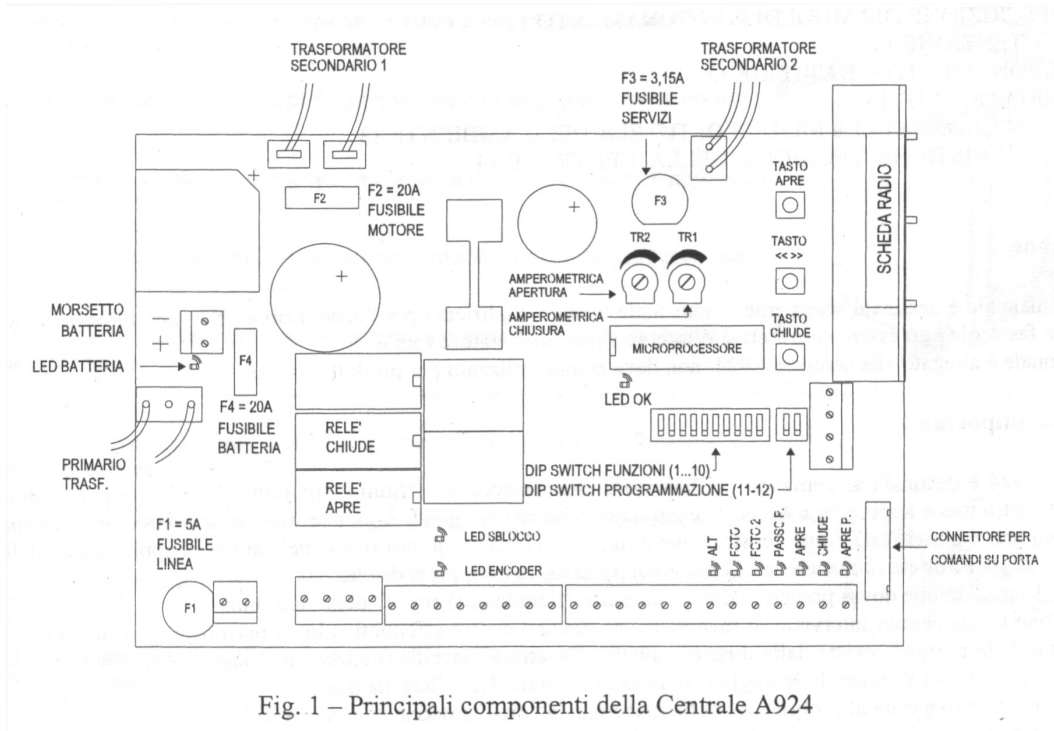 TRASFORMATORE
SECONDARIO 1
TRASFORMATORE
SECONDARIO 2
F3 = 3,15A
FUSIBILE
SERVIZI
TASTO
APRE
SCHEDA RADIO
F2
F2 = 20A
FUSIBILE
MOTORE
F3
TR2
TR1
TASTO
<< >>
AMPEROMETRICA
APERTURA
AMPEROMETRICA
CHIUSURA
MORSETTO
BATTERIA
MICROPROCESSORE
TASTO
CHIUDE
LED BATTERIA
F4
LED OK
F4 = 20A
FUSIBILE
BATTERIA
RELE'
CHIUDE
PRIMARIO
TRASF.
RELE'
APRE
DIP SWITCH FUNZIONI (1...10)
DIP SWITCH PROGRAMMAZIONE (11-12)
F1 = 5A
FUSIBILE
LINEA
LED SBLOCCO
LED ENCODER
ALT
FOTO
FOTO 2
PASSO P.
APRE
CHIUDE
APRE P.
CONNETTORE PER
COMANDI SU PORTA
F1
Fig. 1 – Principali componenti della Centrale A924